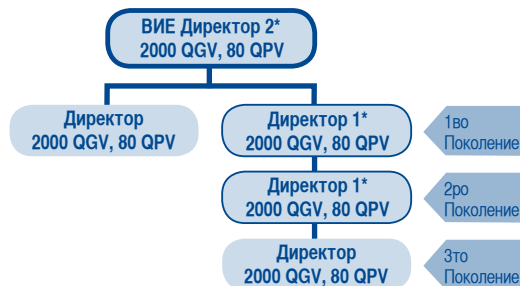 ВИЕ Директор 2*
2000 QGV, 80 QPV
Директор
2000 QGV, 80 QPV
Директор 1*
2000 QGV, 80 QPV
1во
Поколение
Директор 1*
2000 QGV, 80 QPV
2ро
Поколение
Директор
2000 QGV, 80 QPV
3то
Поколение